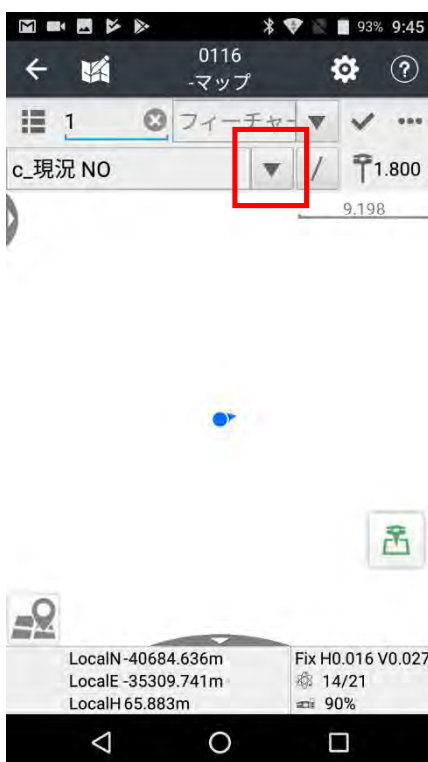 93% 9:45
0116
-マップ
?
1 フィーチャー
c_現況 NO / 1.800
9.198
LocalN -40684.636m
LocalE -35309.741m
LocalH 65.883m
Fix H0.016 V0.027
14/21
90%